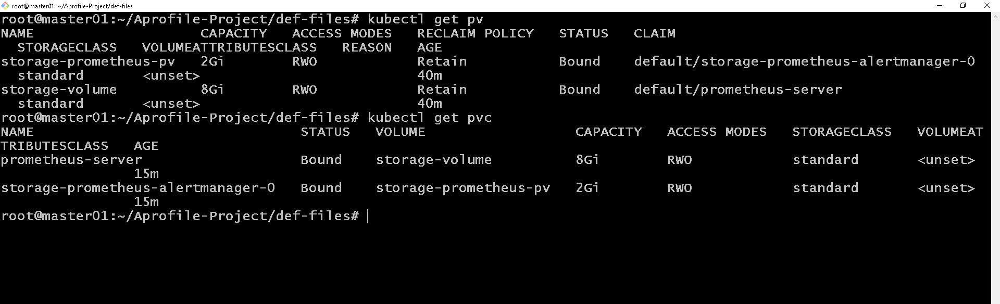 root@master01: ~/Aprofile-Project/def-files
root@master01:~/Aprofile-Project/def-files# kubectl get pv
NAME                    CAPACITY   ACCESS MODES   RECLAIM POLICY   STATUS   CLAIM
  STORAGECLASS   VOLUMEATTRIBUTESCLASS   REASON   AGE
storage-prometheus-pv   2Gi        RWO            Retain           Bound    default/storage-prometheus-alertmanager-0
  standard       <unset>                          40m
storage-volume          8Gi        RWO            Retain           Bound    default/prometheus-server
  standard       <unset>                          40m
root@master01:~/Aprofile-Project/def-files# kubectl get pvc
NAME                                STATUS   VOLUME                  CAPACITY   ACCESS MODES   STORAGECLASS   VOLUMEAT
TRIBUTESCLASS   AGE
prometheus-server                   Bound    storage-volume          8Gi        RWO            standard       <unset>
                15m
storage-prometheus-alertmanager-0   Bound    storage-prometheus-pv   2Gi        RWO            standard       <unset>
                15m
root@master01:~/Aprofile-Project/def-files#